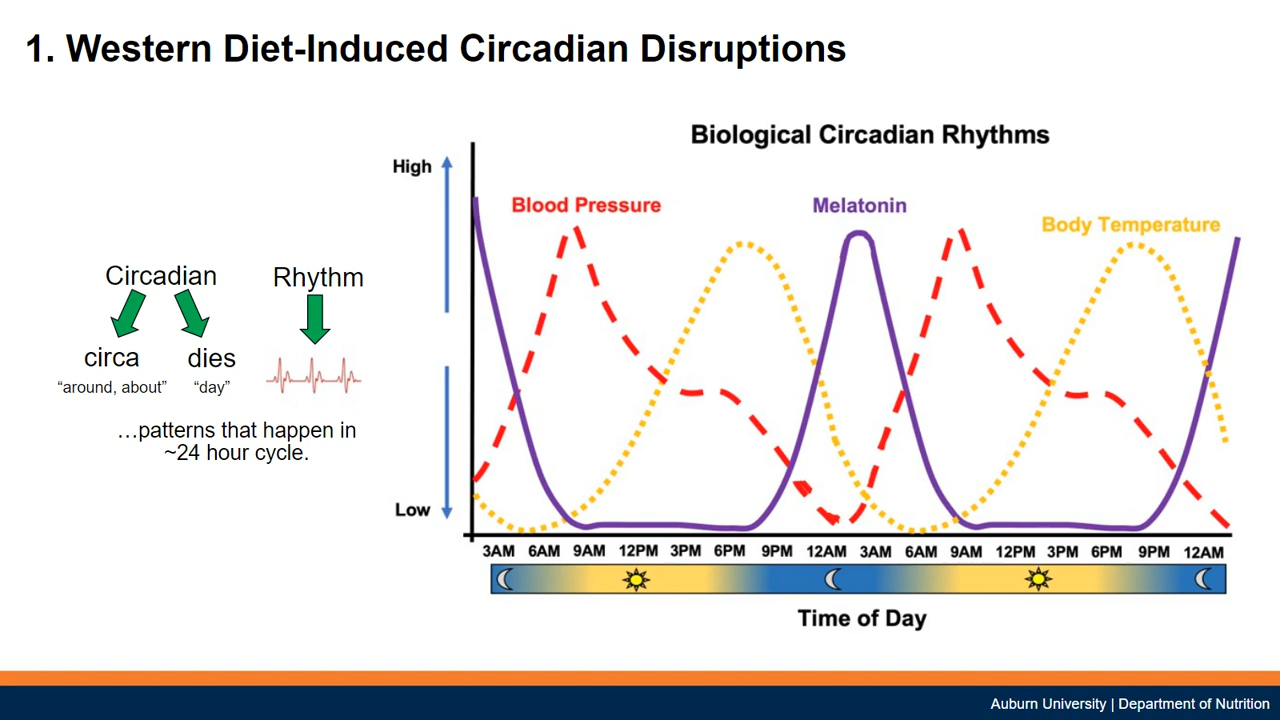 1. Western Diet-Induced Circadian Disruptions
Circadian Rhythm
circa dies
“around, about” “day”
…patterns that happen in
~24 hour cycle.
Biological Circadian Rhythms
High
Low
Blood Pressure
Melatonin
Body Temperature
3AM 6AM 9AM 12PM 3PM 6PM 9PM 12AM 3AM 6AM 9AM 12PM 3PM 6PM 9PM 12AM
Time of Day
Auburn University | Department of Nutrition